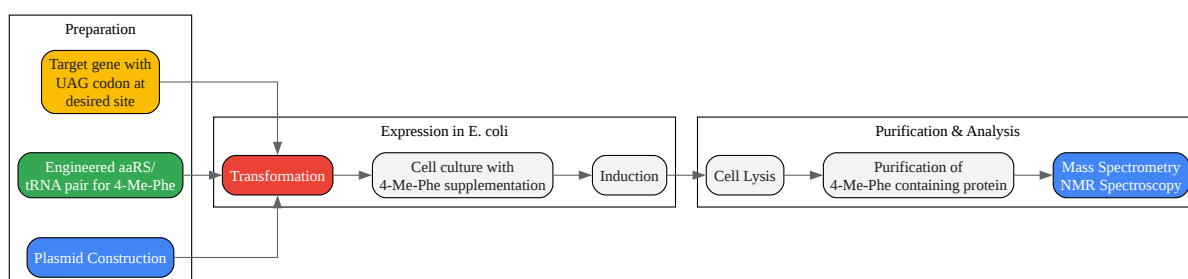 Preparation
Target gene with
UAG codon at
desired site
Engineered aaRS/
tRNA pair for 4-Me-Phe
Plasmid Construction
Expression in E. coli
Transformation
Cell culture with
4-Me-Phe supplementation
Induction
Purification & Analysis
Cell Lysis
Purification of
4-Me-Phe containing protein
Mass Spectrometry
NMR Spectroscopy